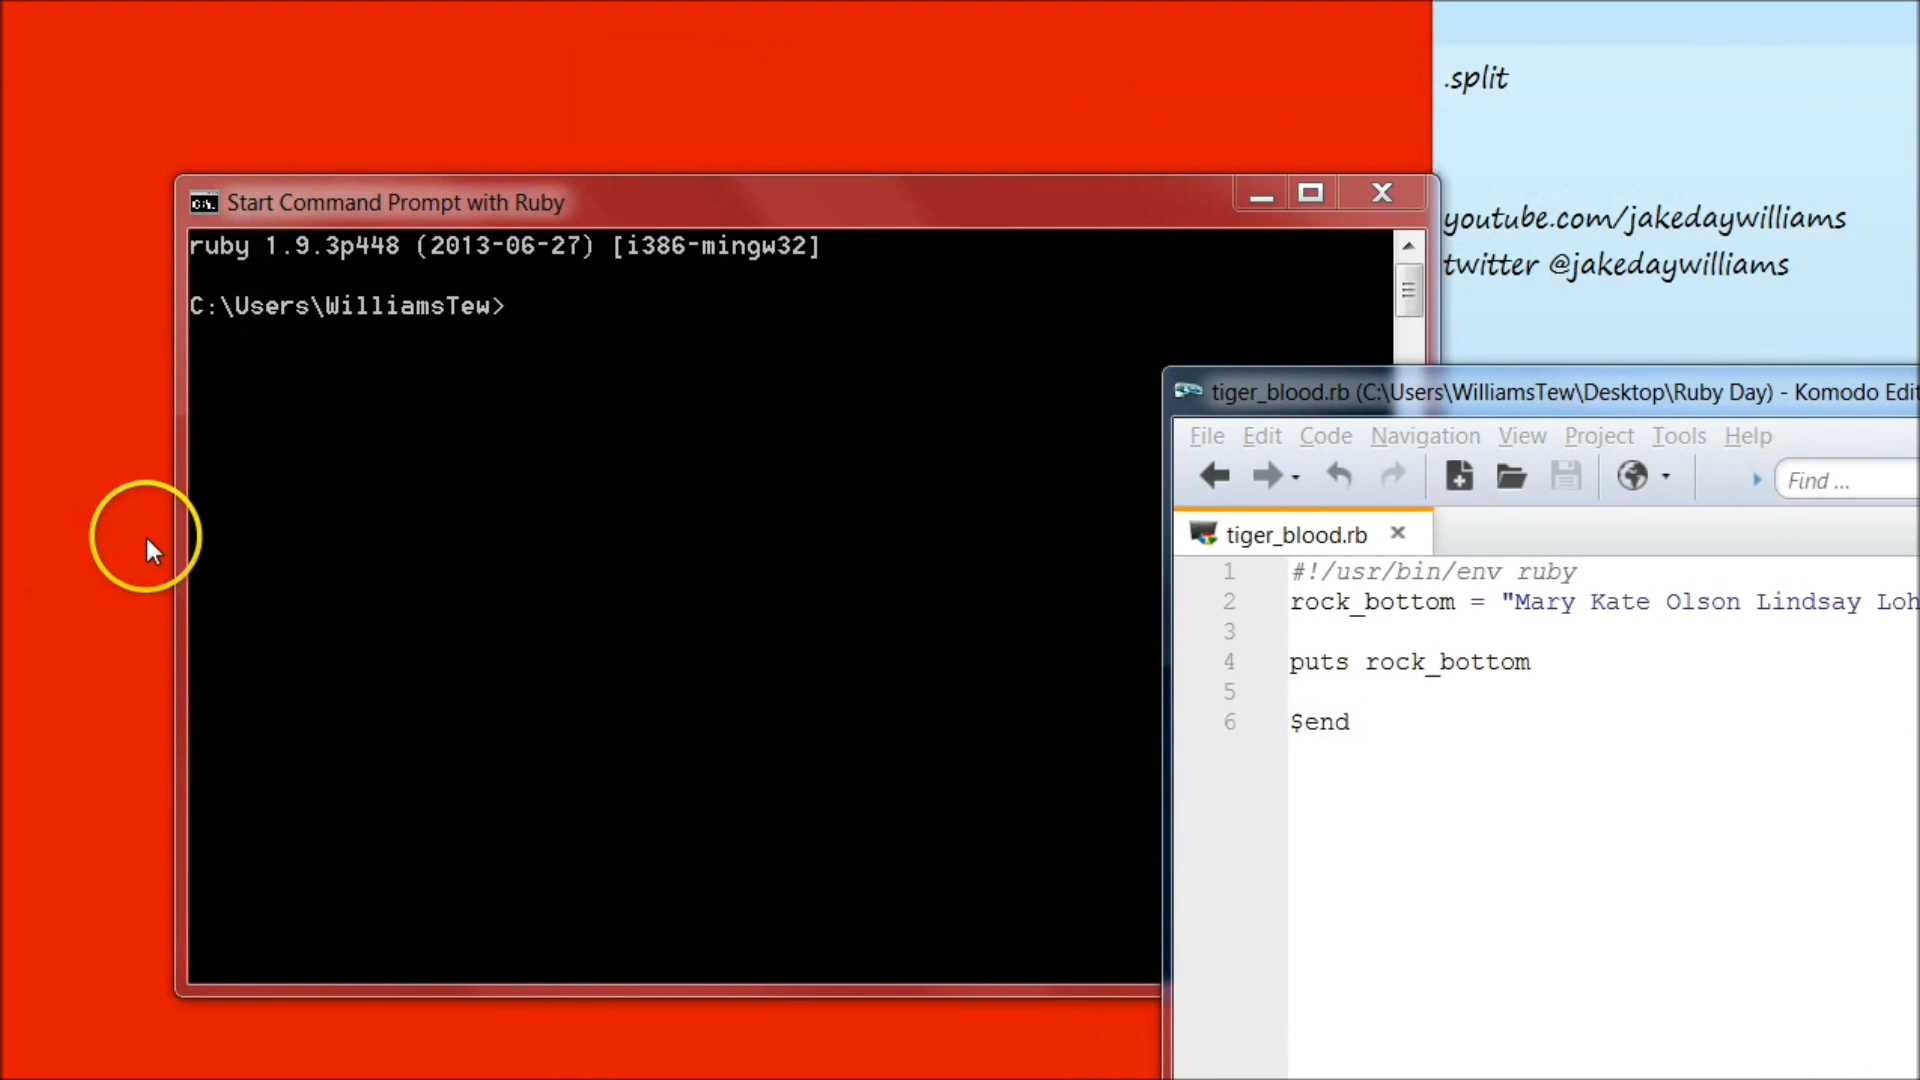 .split
youtube.com/jakedaywilliams
twitter @jakedaywilliams
Start Command Prompt with Ruby
ruby 1.9.3p448 (2013-06-27) [i386-mingw32]
C:\Users\WilliamsTew>
tiger_blood.rb (C:\Users\WilliamsTew\Desktop\Ruby Day) - Komodo Edit
File Edit Code Navigation View Project Tools Help
Find ...
tiger_blood.rb
1 #!/usr/bin/env ruby
2 rock_bottom = "Mary Kate Olson Lindsay Loh
3
4 puts rock_bottom
5
6 $end